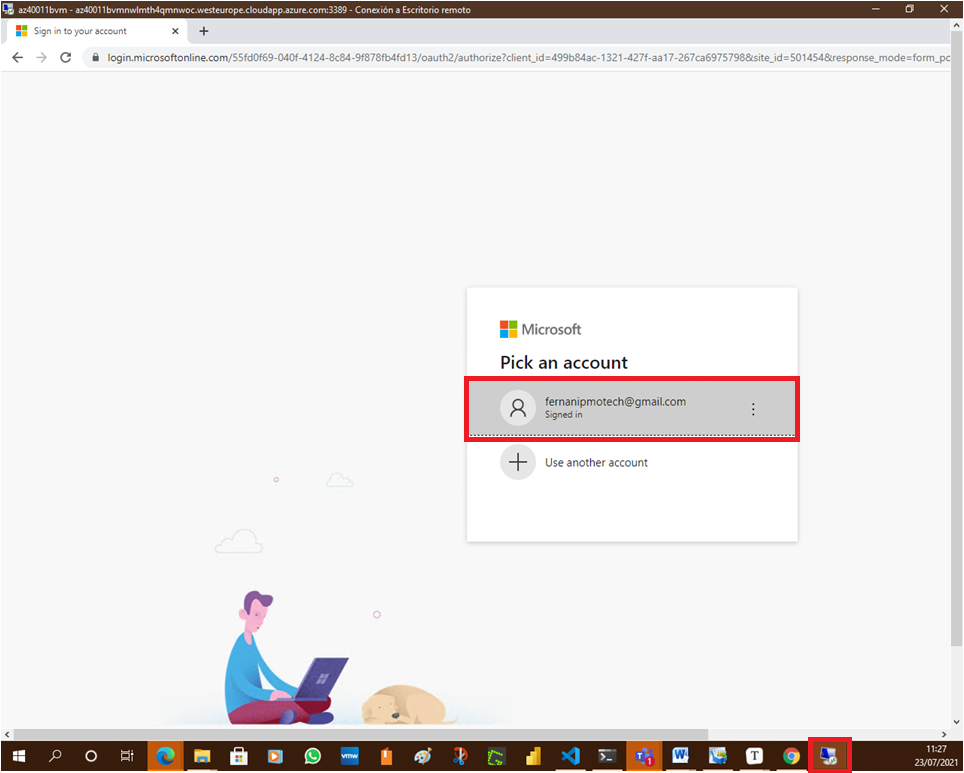 az40011bvm - az40011bvmnwlmth4qmnwoc.westeurope.cloudapp.azure.com:3389 - Conexión a Escritorio remoto
Sign in to your account
login.microsoftonline.com/55fd0f69-040f-4124-8c84-9f878fb4fd13/oauth2/authorize?client_id=499b84ac-1321-427f-aa17-267ca6975798&site_id=501454&response_mode=form_pc
Microsoft
Pick an account
fernanipmotech@gmail.com
Signed in
Use another account
vmw
T
1
W
T
11:27
23/07/2021